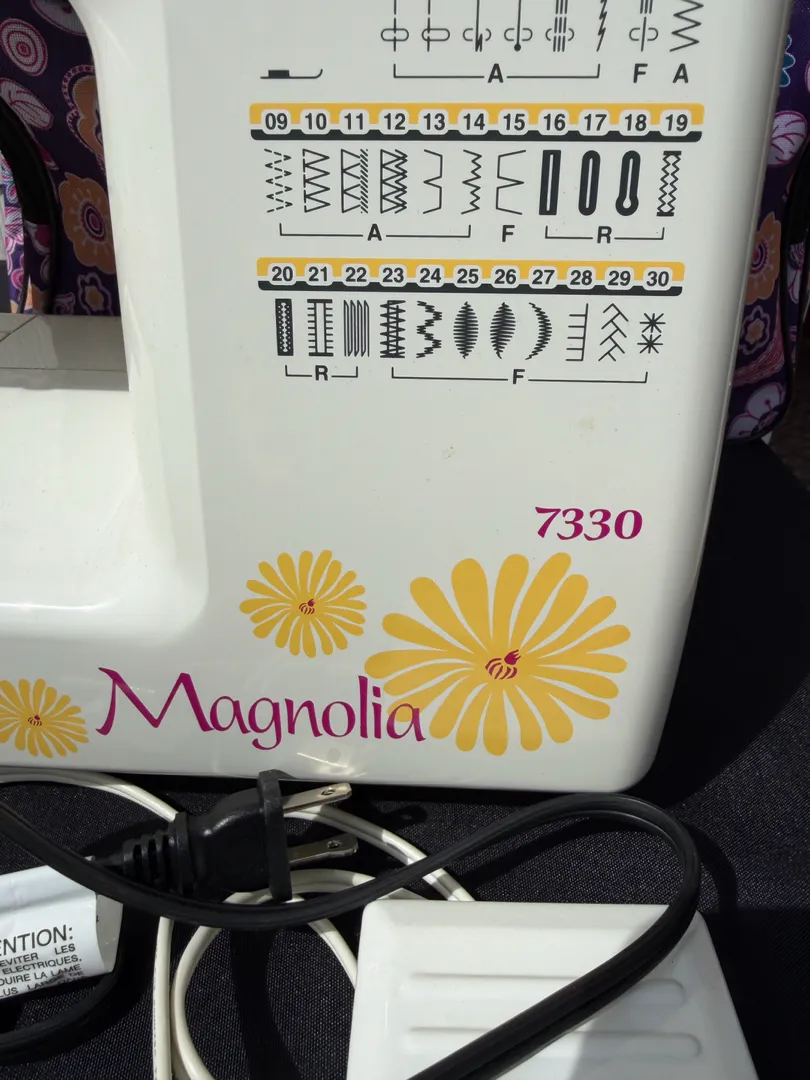 A F A
09 10 11 12 13 14 15 16 17 18 19
A F R
20 21 22 23 24 25 26 27 28 29 30
R F
7330
Magnolia
ENTION:
EVITER LES
ELECTRIQUES,
DUIRE LA LAME